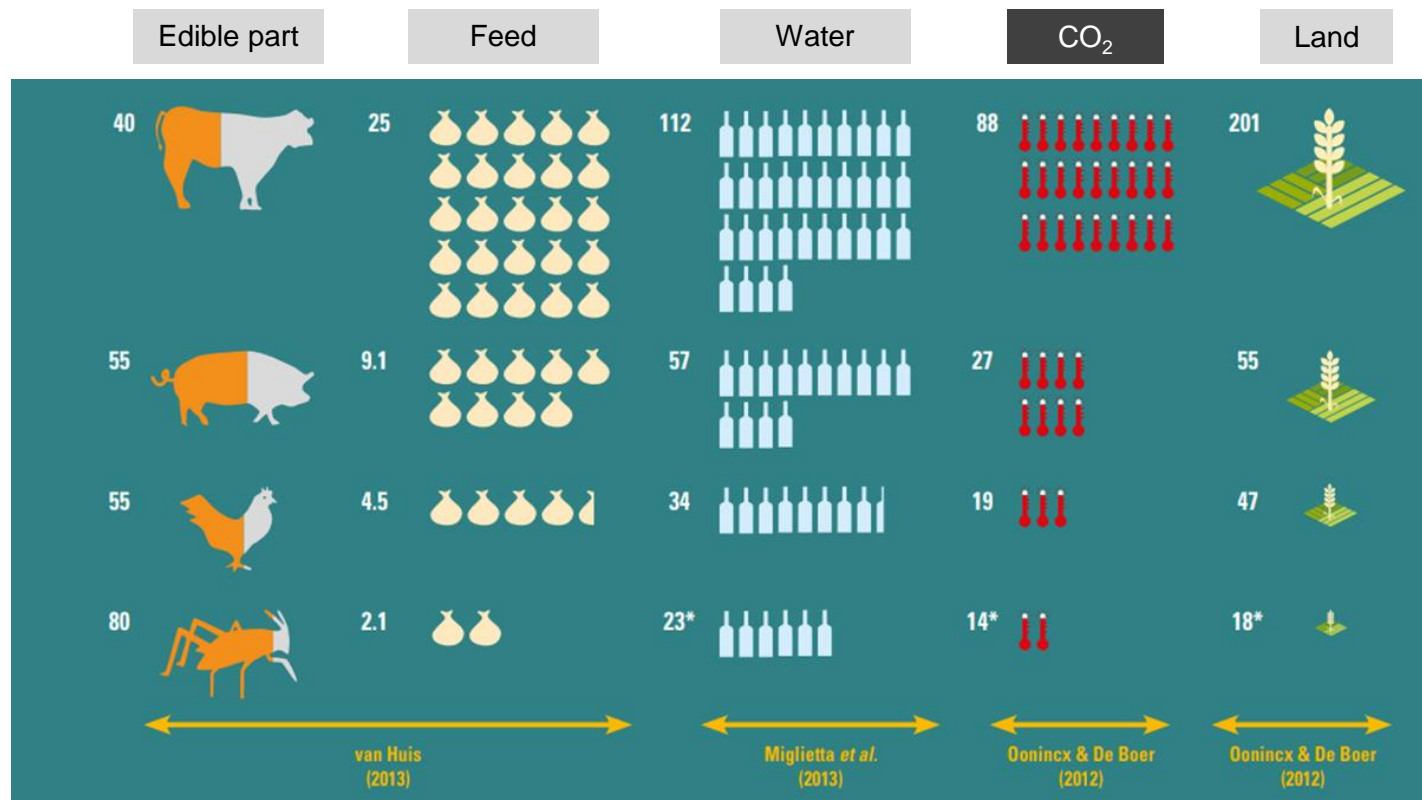 Edible part Feed Water CO₂ Land
40 25 112 88 201
55 9.1 57 27 55
55 4.5 34 19 47
80 2.1 23* 14* 18*
van Huis Miglietta et al. Oonincx & De Boer Oonincx & De Boer
(2013) (2013) (2012) (2012)